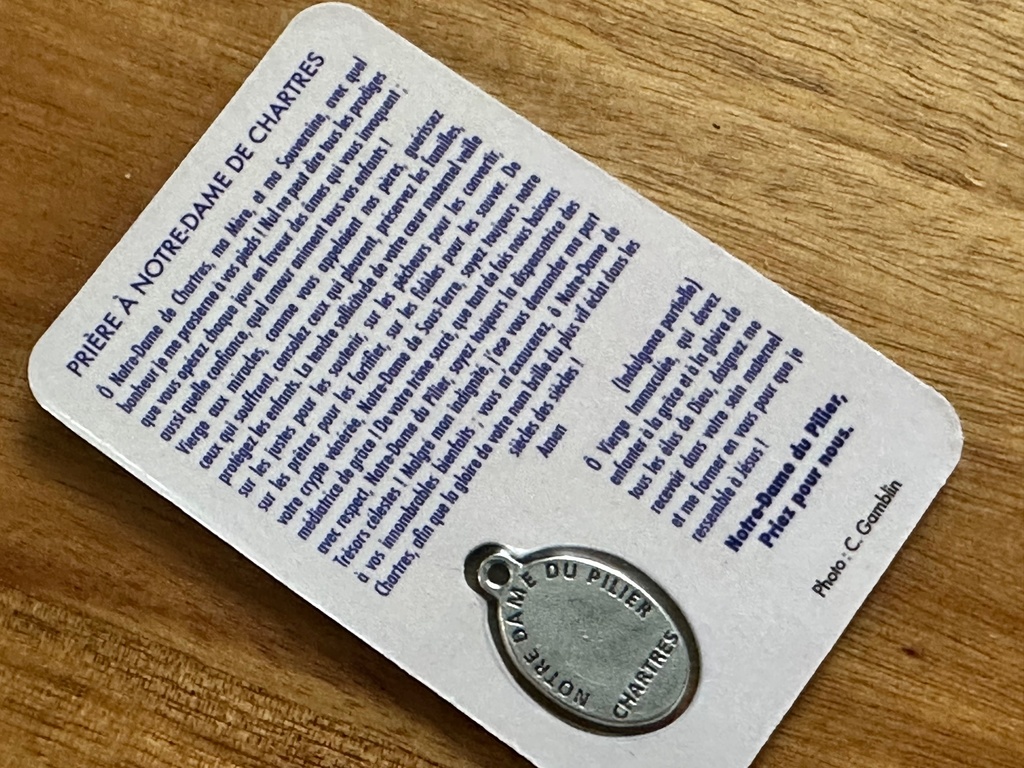 PRIÈRE À NOTRE-DAME DE CHARTRES
Ô Notre-Dame de Chartres, ma Mère, et ma Souveraine, avec quel
bonheur je me prosterne à vos pieds ! Nul ne peut dire tous les prodiges
que vous opérez chaque jour en faveur des âmes qui vous invoquent ;
aussi quelle confiance, quel amour animent tous vos enfants !
Vierge aux miracles, comme vous appelaient nos pères, guérissez
ceux qui souffrent, consolez ceux qui pleurent, préservez les familles,
protégez les enfants. La tendre sollicitude de votre cœur maternel veille
sur les justes pour les soutenir, sur les pécheurs pour les convertir,
sur les prêtres pour les fortifier, sur les fidèles pour les sauver. De
votre crypte vénérée, Notre-Dame de Sous-Terre, soyez toujours notre
médiatrice de grâce ! De votre trône sacré, que tant de fois nous baisons
avec respect, Notre-Dame du Pilier, soyez toujours la dispensatrice des
Trésors célestes ! Malgré mon indignité, j'ose vous demander ma part
à vos innombrables bienfaits ; vous m'exaucerez, ô Notre-Dame de
Chartres, afin que la gloire de votre nom brille du plus vif éclat dans les
siècles des siècles !
Amen
(Indulgence partielle)
Ô Vierge Immaculée, qui devez
enfanter à la grâce et à la gloire de
tous les élus de Dieu, daignez me
recevoir dans votre sein maternel
et me former en vous pour que je
ressemble à Jésus !
Notre-Dame du Pilier,
Priez pour nous.
Photo : C. Gamblin
NOTRE DAME DU PILIER
CHARTRES